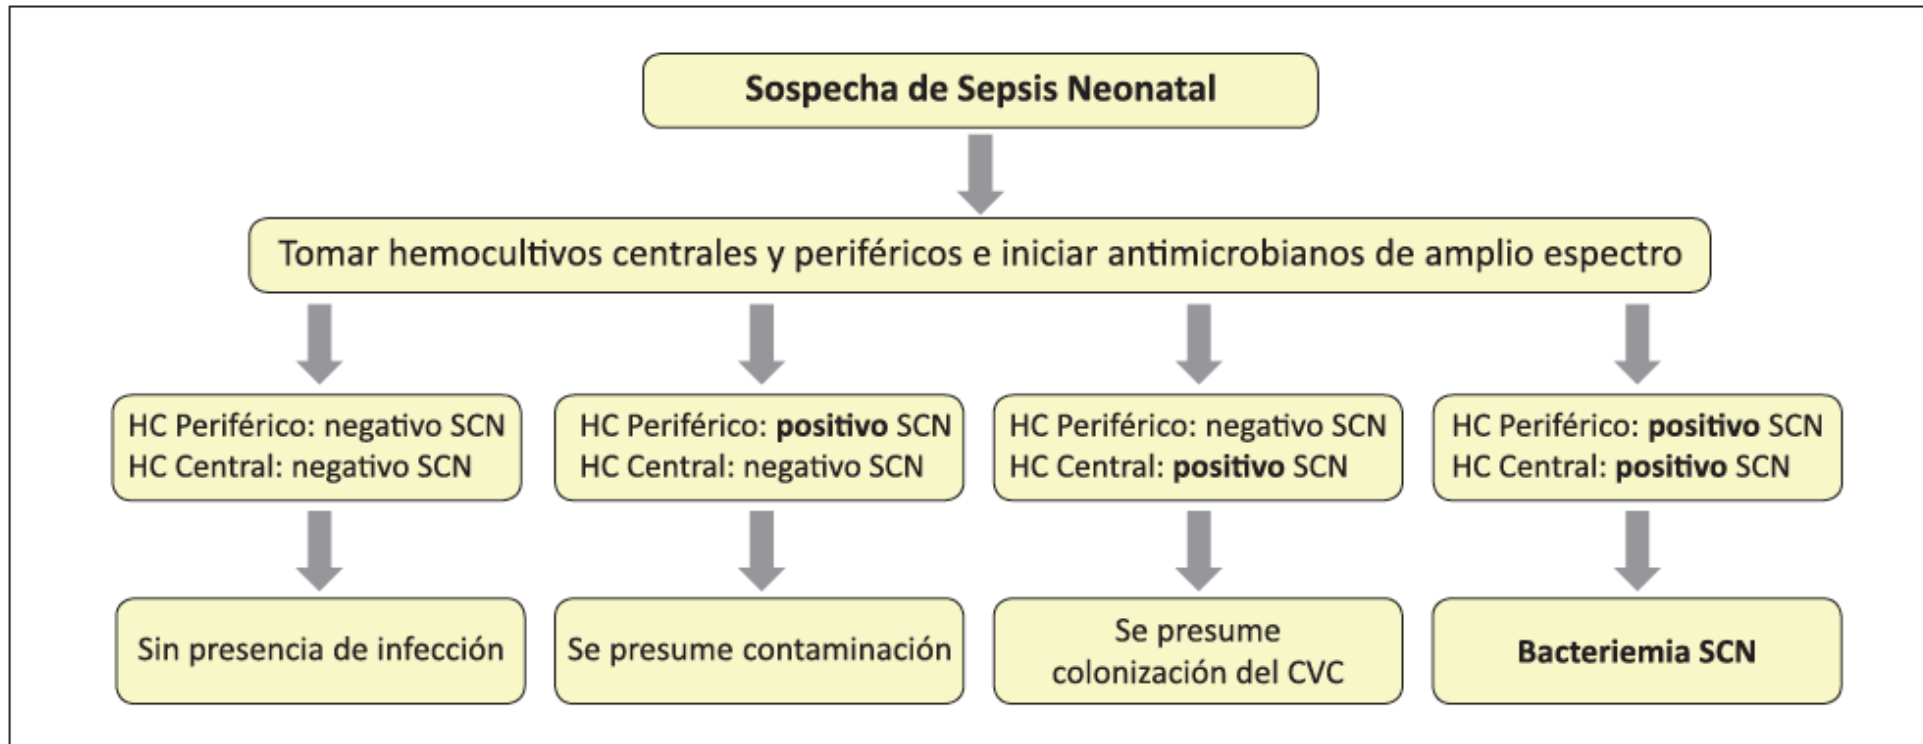 Sospecha de Sepsis Neonatal
Tomar hemocultivos centrales y periféricos e iniciar antimicrobianos de amplio espectro
HC Periférico: negativo SCN
HC Central: negativo SCN
HC Periférico: positivo SCN
HC Central: negativo SCN
HC Periférico: negativo SCN
HC Central: positivo SCN
HC Periférico: positivo SCN
HC Central: positivo SCN
Sin presencia de infección
Se presume contaminación
Se presume
colonización del CVC
Bacteriemia SCN